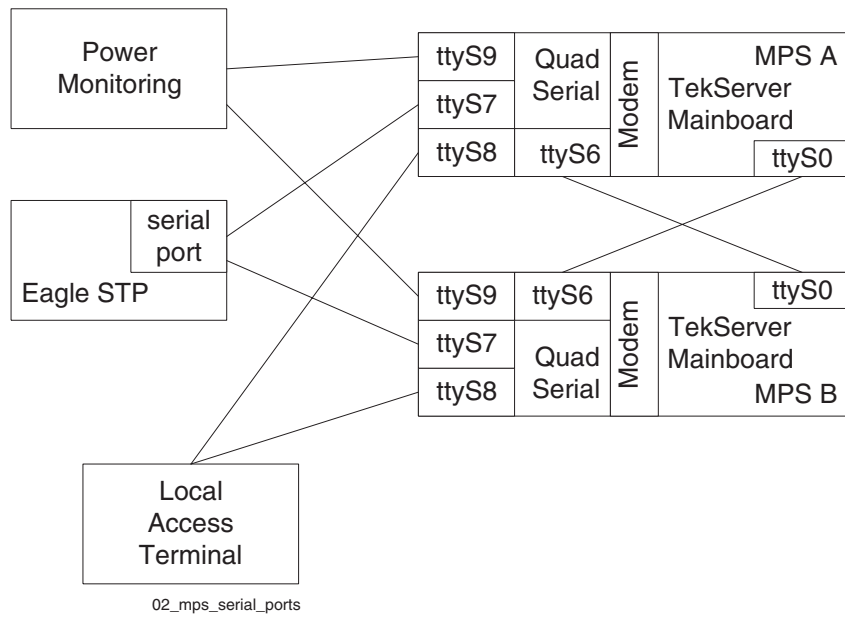 Power
Monitoring
serial
port
Eagle STP
Local
Access
Terminal
ttyS9
ttyS7
ttyS8
Quad
Serial
ttyS6
Modem
MPS A
TekServer
Mainboard
ttyS0
ttyS9
ttyS7
ttyS8
ttyS6
Quad
Serial
Modem
ttyS0
TekServer
Mainboard
MPS B
02_mps_serial_ports